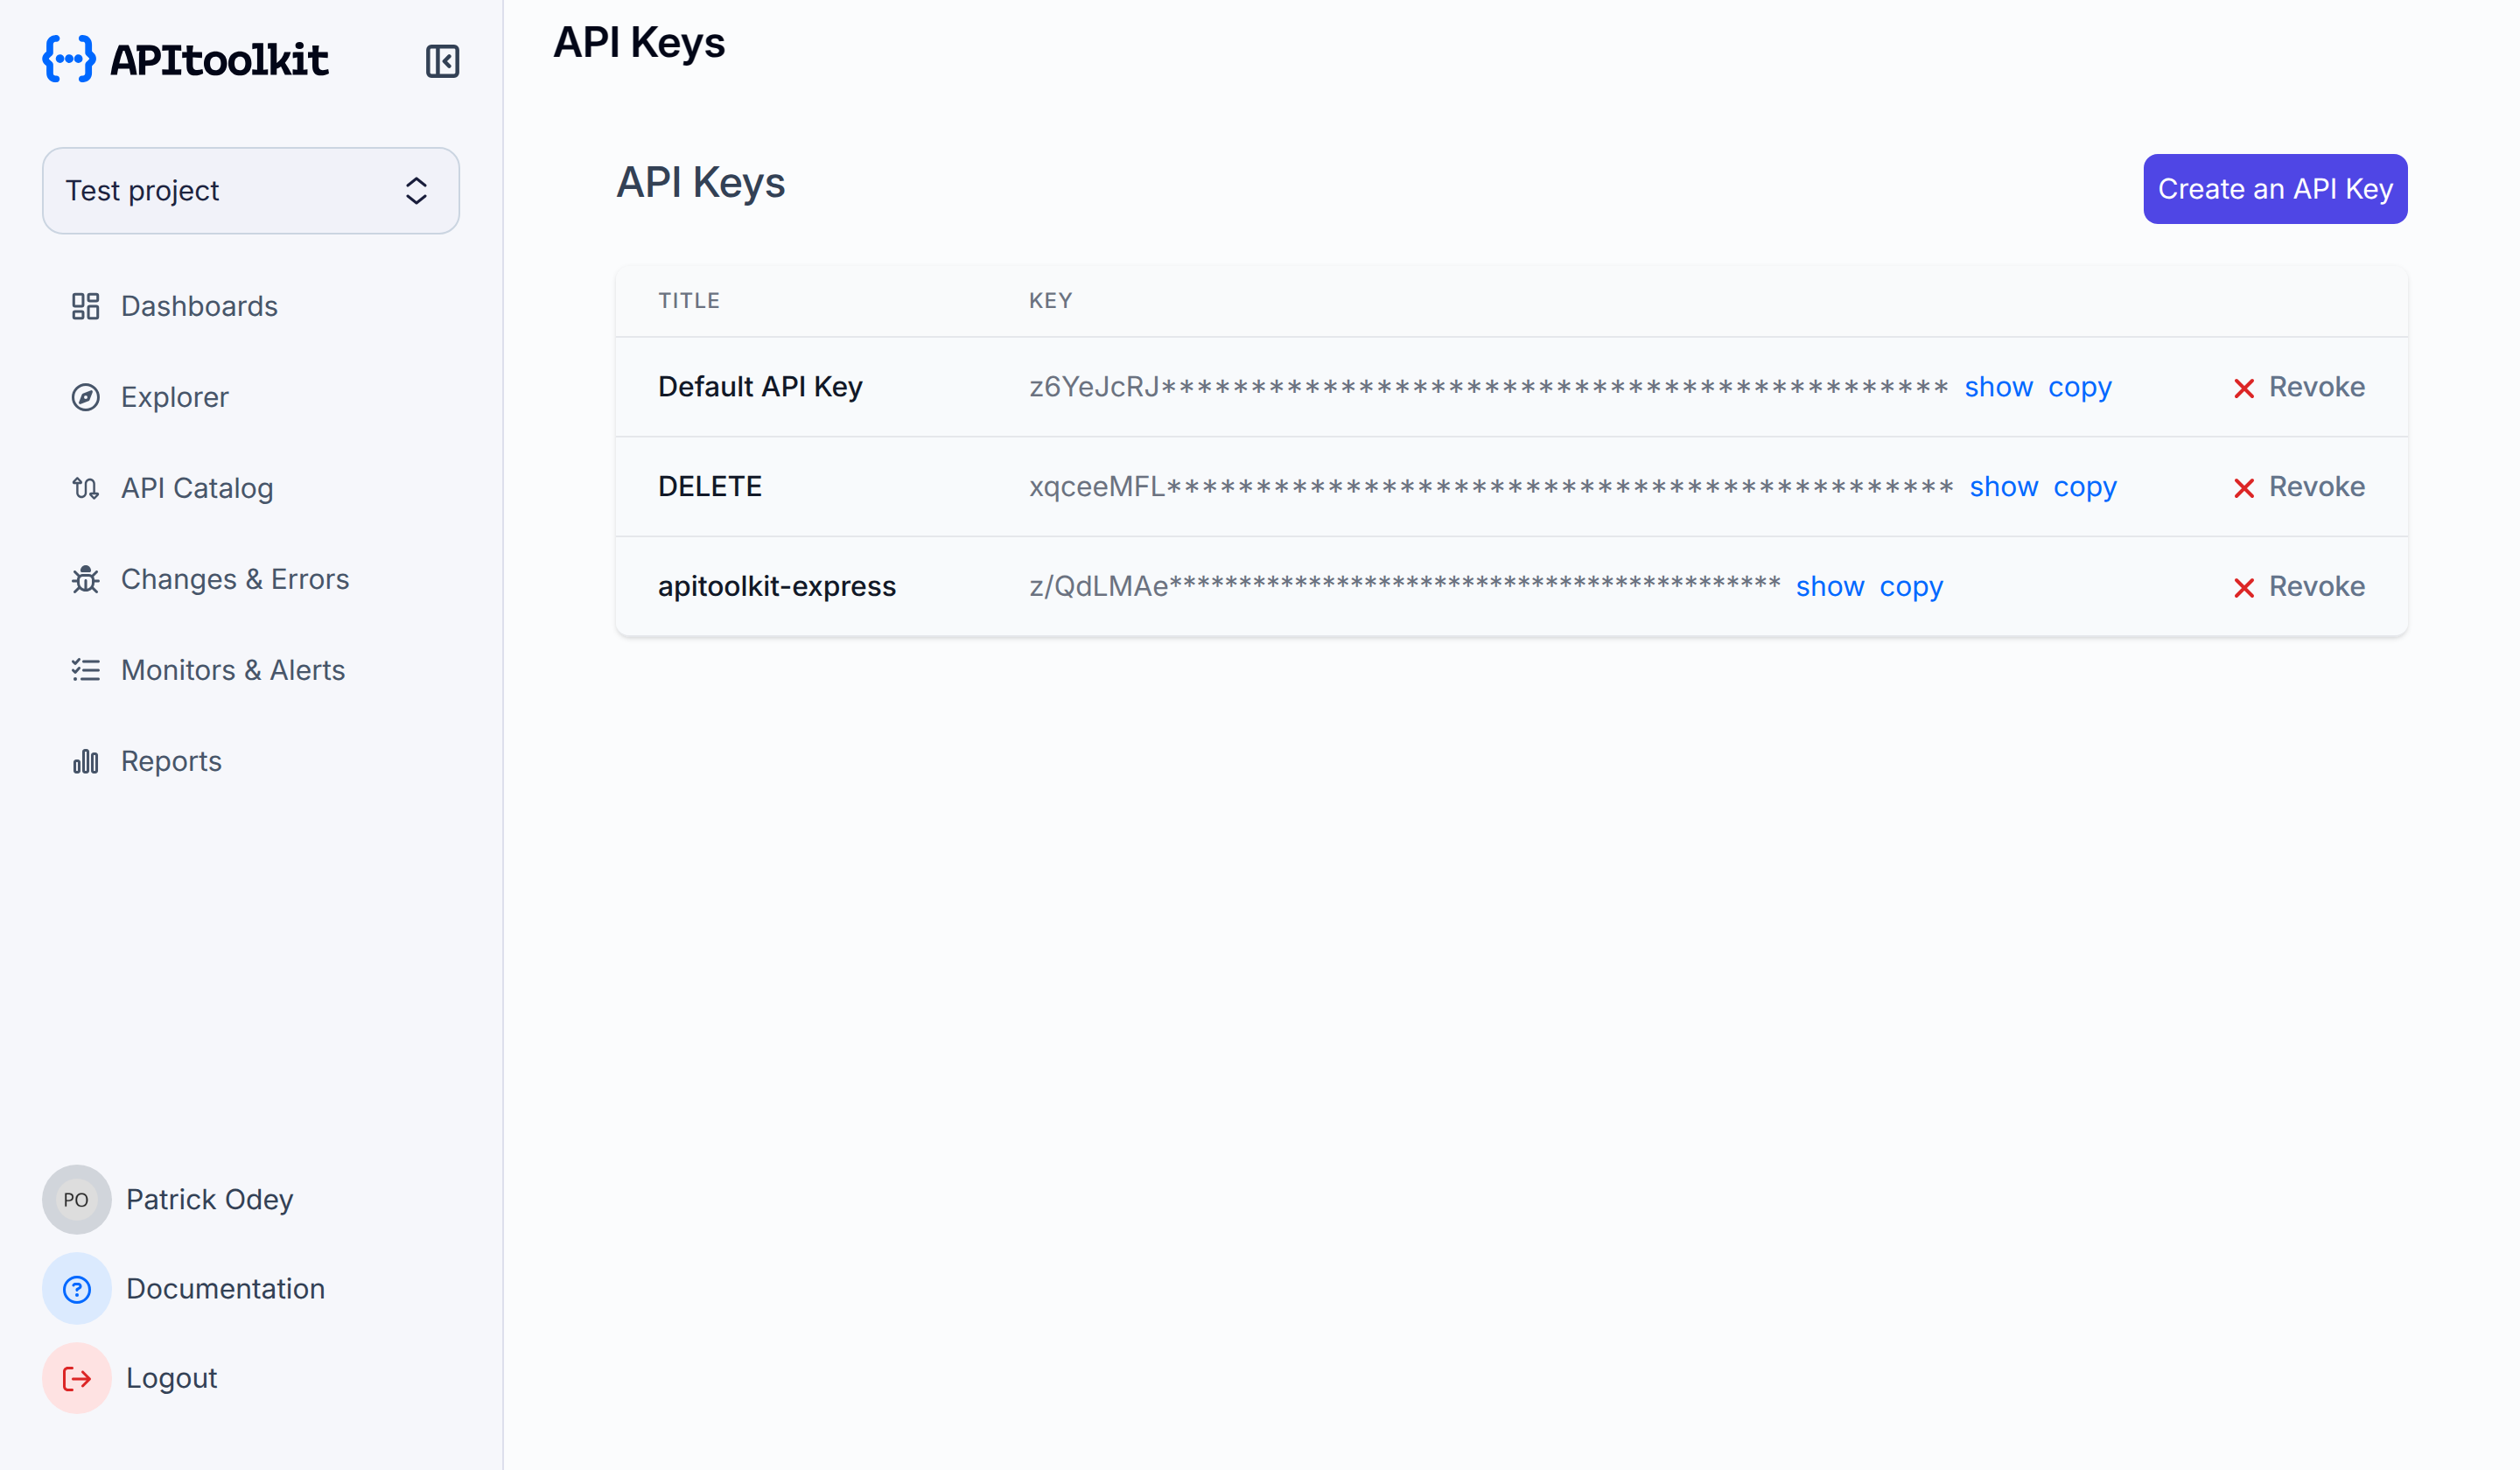 APItoolkit
Test project
Dashboards
Explorer
API Catalog
Changes & Errors
Monitors & Alerts
Reports
PO Patrick Odey
Documentation
Logout
API Keys
API Keys
Create an API Key
TITLE KEY
Default API Key z6YeJcRJ******************************************** show copy Revoke
DELETE xqceeMFL******************************************** show copy Revoke
apitoolkit-express z/QdLMAe******************************************** show copy Revoke